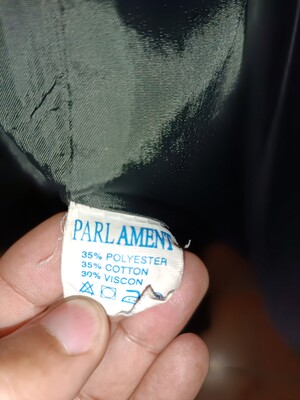 PARLAMENT
35% POLYESTER
35% COTTON
30% VISCON